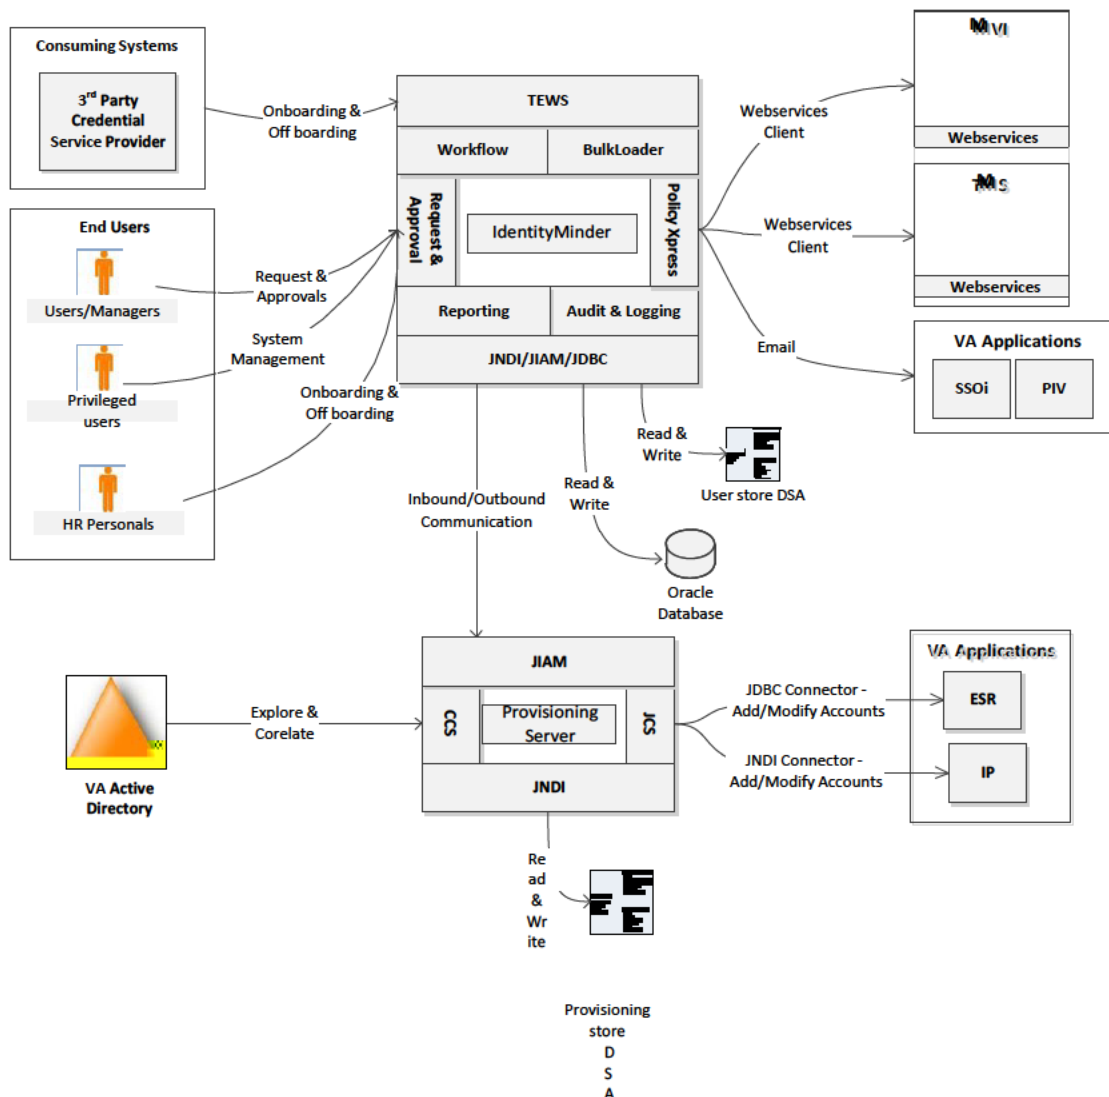 Consuming Systems
3rd Party
Credential
Service Provider
Onboarding &
Off boarding
End Users
Users/Managers
Privileged
users
HR Personals
Request &
Approvals
System
Management
Onboarding &
Off boarding
TEWS
Workflow
BulkLoader
Request &
Approval
IdentityMinder
Policy Xpress
Reporting
Audit & Logging
JNDI/JIAM/JDBC
Webservices
Client
MVI
Webservices
Webservices
Client
Webservices
Email
VA Applications
SSOi
PIV
Read &
Write
User store DSA
Read &
Write
Oracle
Database
Inbound/Outbound
Communication
VA Active
Directory
Explore &
Corelate
JIAM
CCS
Provisioning
Server
JCS
JNDI
JDBC Connector -
Add/Modify Accounts
JNDI Connector -
Add/Modify Accounts
VA Applications
ESR
IP
Re
ad
&
Wr
ite
Provisioning
store
D
S
A